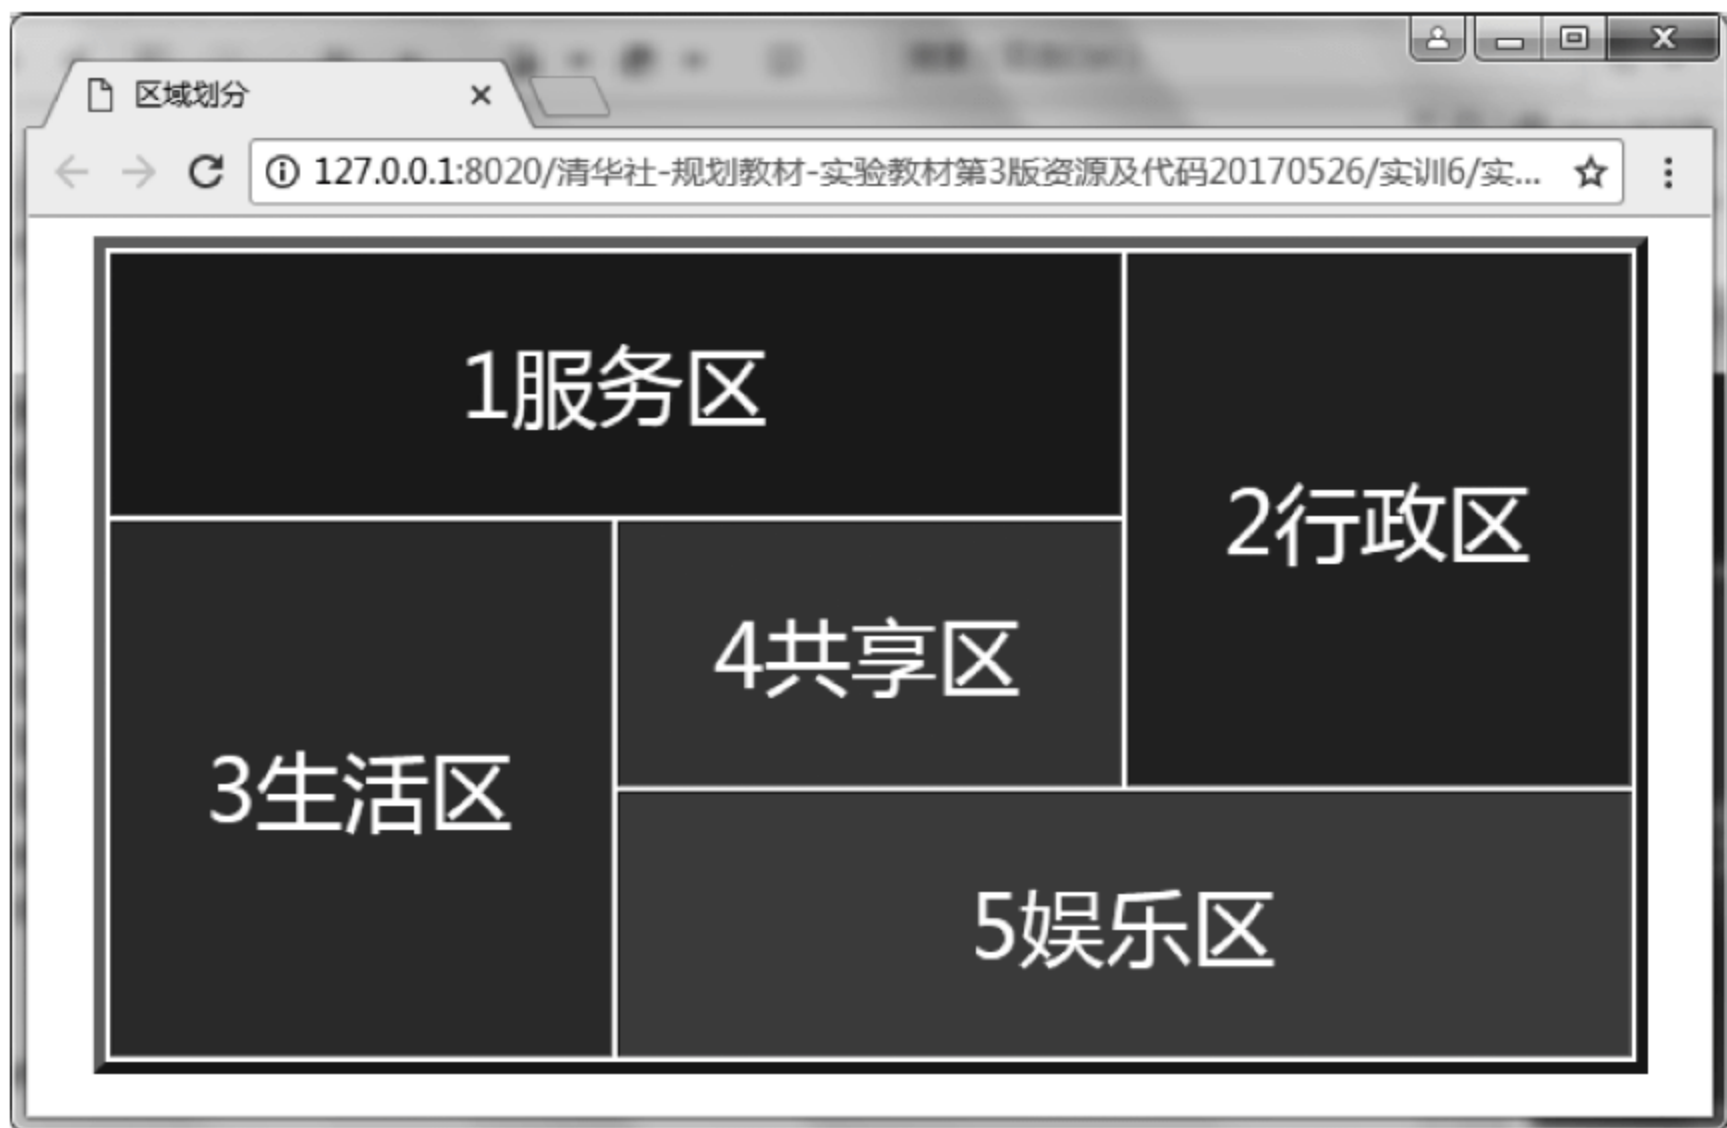 区域划分
127.0.0.1:8020/清华社-规划教材-实验教材第3版资源及代码20170526/实训6/实...
1服务区
2行政区
4共享区
3生活区
5娱乐区